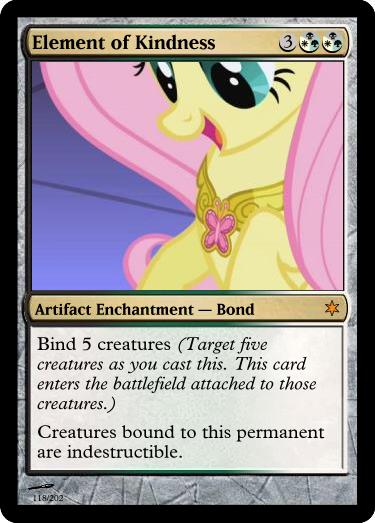 Element of Kindness 3
Artifact Enchantment — Bond
Bind 5 creatures (Target five
creatures as you cast this. This card
enters the battlefield attached to those
creatures.)
Creatures bound to this permanent
are indestructible.
118/202